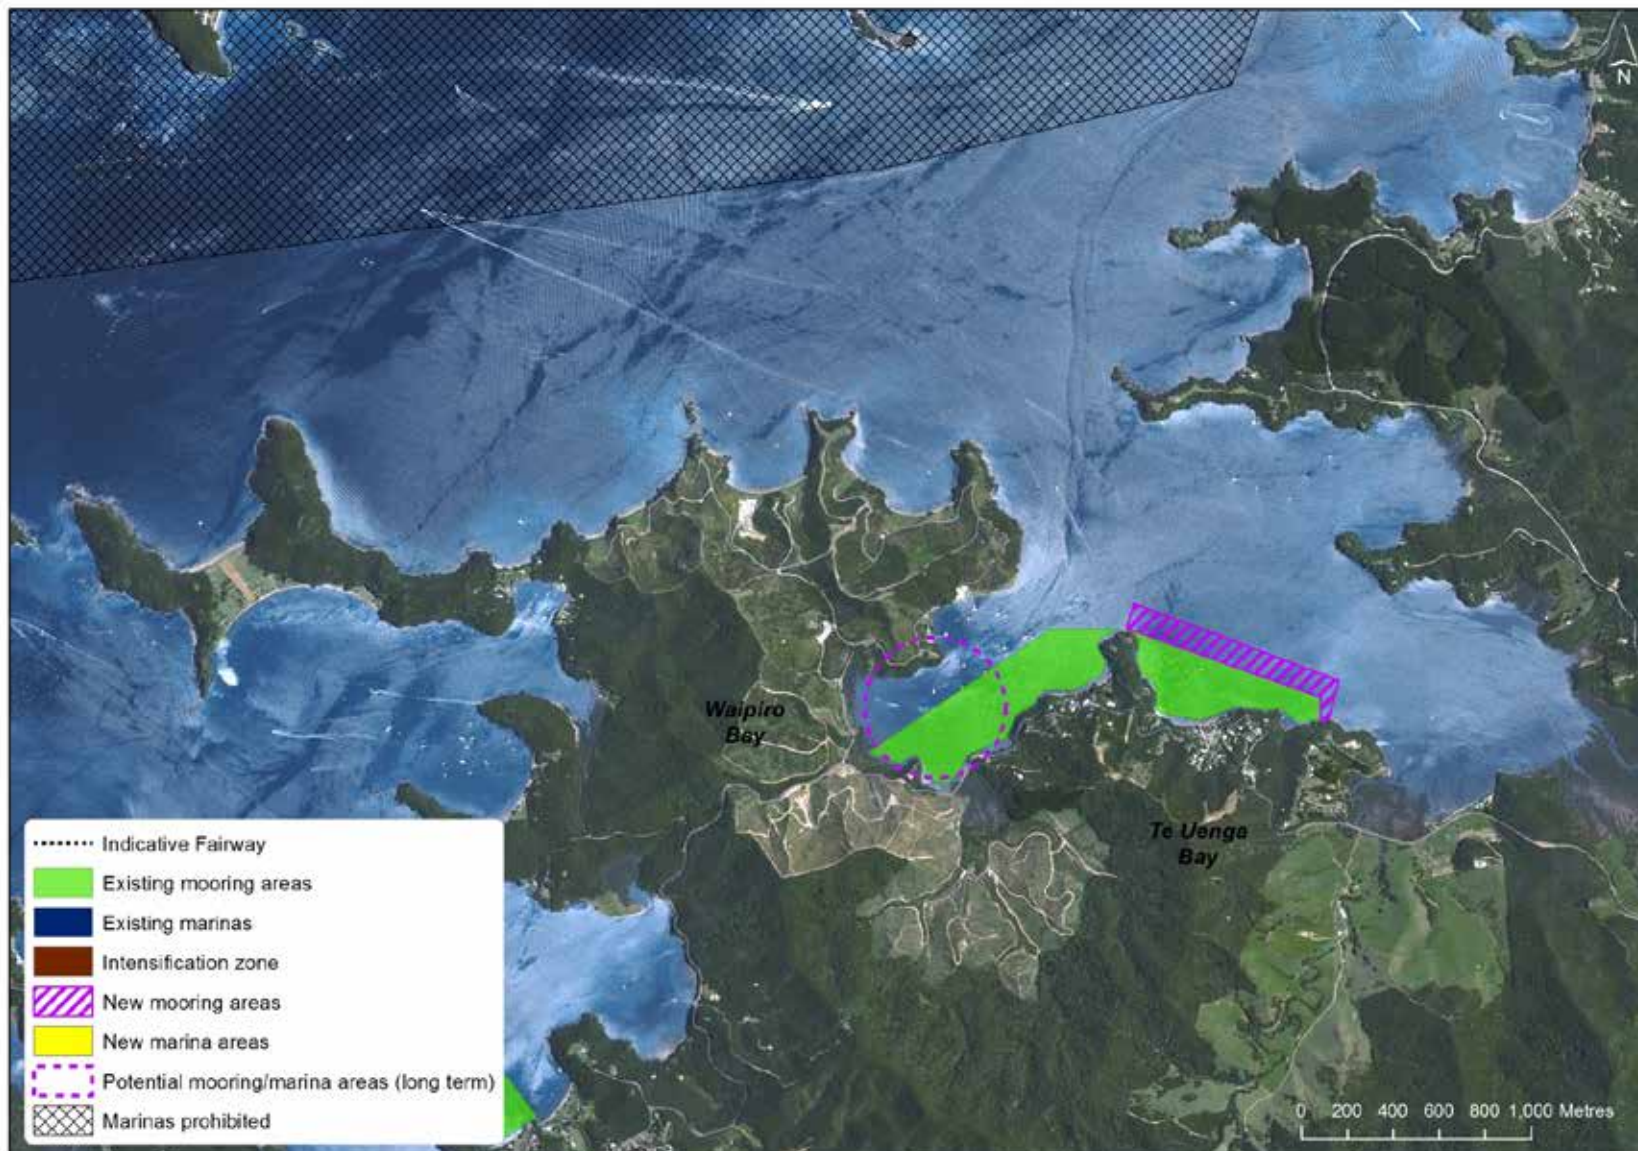 N
Waipiro
Bay
Te Uenga
Bay
Indicative Fairway
Existing mooring areas
Existing marinas
Intensification zone
New mooring areas
New marina areas
Potential mooring/marina areas (long term)
Marinas prohibited
0 200 400 600 800 1,000 Metres